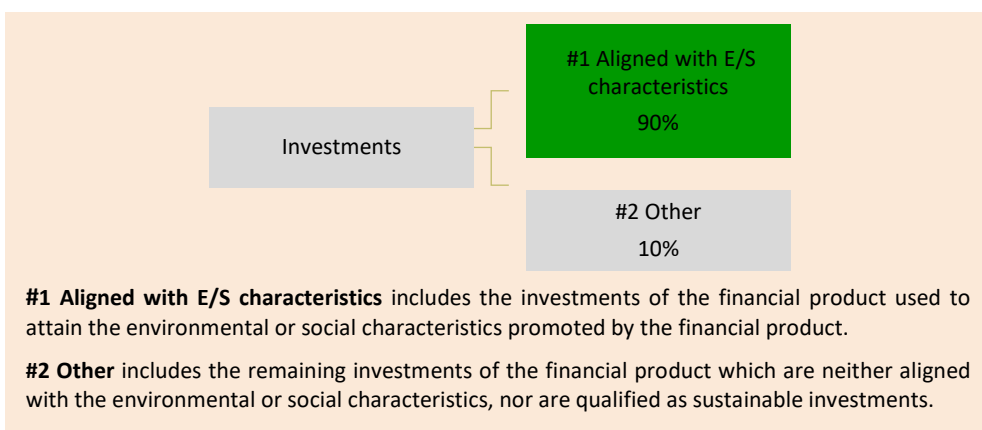 #1 Aligned with E/S
characteristics
90%
Investments
#2 Other
10%
#1 Aligned with E/S characteristics includes the investments of the financial product used to
attain the environmental or social characteristics promoted by the financial product.
#2 Other includes the remaining investments of the financial product which are neither aligned
with the environmental or social characteristics, nor are qualified as sustainable investments.